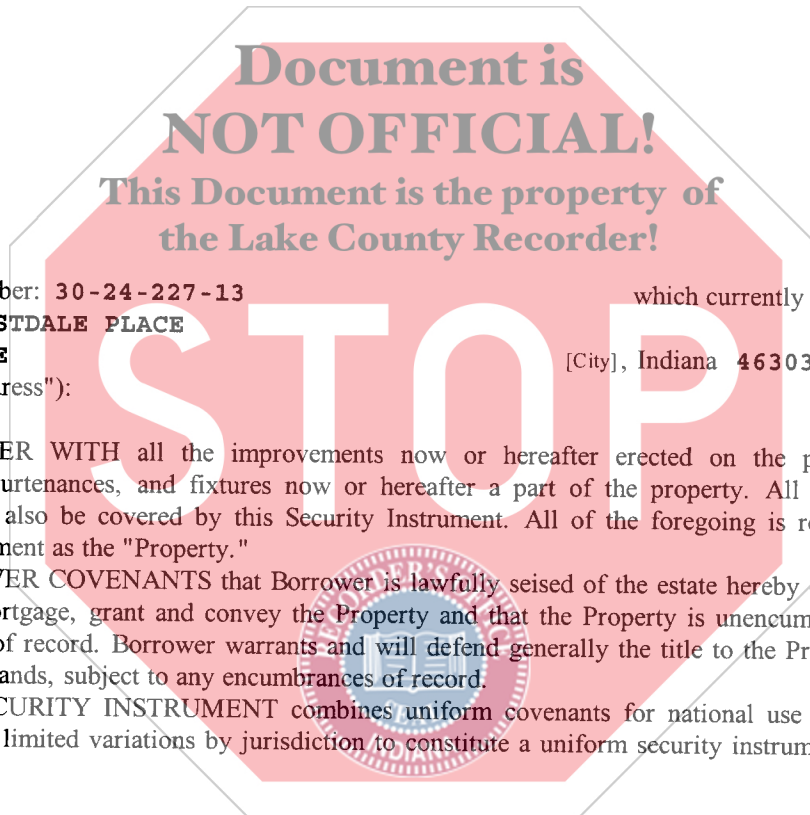 Document is
NOT OFFICIAL!
This Document is the property of
the Lake County Recorder!
ber: 30-24-227-13 which currently
STDALE PLACE
E [City], Indiana 46303
ress"):
STOP
ER WITH all the improvements now or hereafter erected on the p
urtenances, and fixtures now or hereafter a part of the property. All
also be covered by this Security Instrument. All of the foregoing is r
ment as the "Property."
VER COVENANTS that Borrower is lawfully seised of the estate hereby
rtgage, grant and convey the Property and that the Property is unencum
of record. Borrower warrants and will defend generally the title to the Pr
ands, subject to any encumbrances of record.
CURITY INSTRUMENT combines uniform covenants for national use
limited variations by jurisdiction to constitute a uniform security instrum
RECORDER'S OFFICE
SEAL
INDIANA